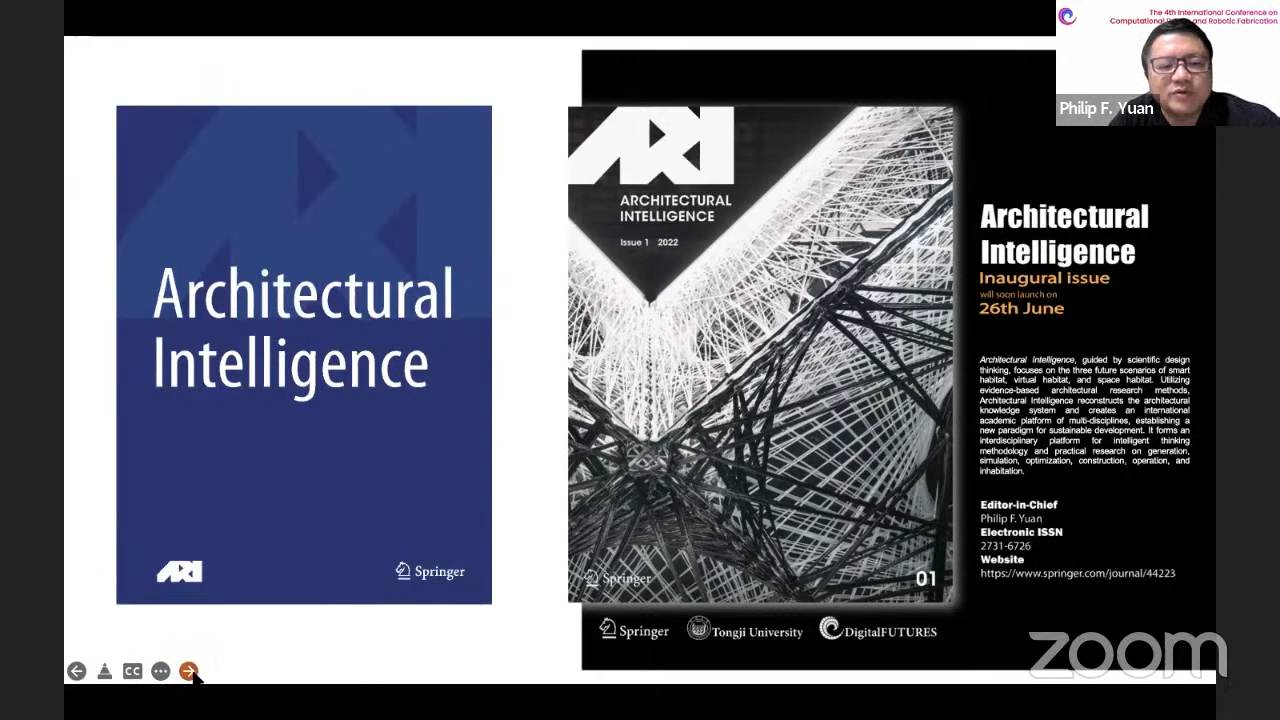 The 4th International Conference on
Computational and Robotic Fabrication
Philip F. Yuan
Architectural
Intelligence
ARI
Springer
ARI
ARCHITECTURAL
INTELLIGENCE
Issue 1 2022
Springer
01
Architectural
Intelligence
Inaugural issue
will soon launch on
26th June
Architectural Intelligence, guided by scientific design
thinking, focuses on the three future scenarios of smart
habitat, virtual habitat, and space habitat. Utilizing
evidence-based architectural research methods,
Architectural Intelligence reconstructs the architectural
knowledge system and creates an international
academic platform of multi-disciplines, establishing a
new paradigm for sustainable development. It forms an
interdisciplinary platform for intelligent thinking
methodology and practical research on generation,
simulation, optimization, construction, operation, and
inhabitation.
Editor-in-Chief
Philip F. Yuan
Electronic ISSN
2731-6726
Website
https://www.springer.com/journal/44223
Springer
Tongji University
DigitalFUTURES
CC
zoom